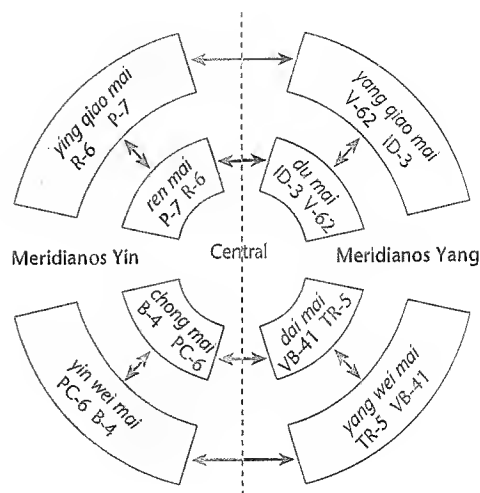 ying qiao mai
R-6 P-7
yang qiao mai
V-62 ID-3
ren mai
P-7 R-6
du mai
ID-3 V-62
Meridianos Yin
Central
Meridianos Yang
chong mai
B-4 PC-6
dai mai
VB-41 TR-5
yin wei mai
PC-6 B-4
yang wei mai
TR-5 VB-41